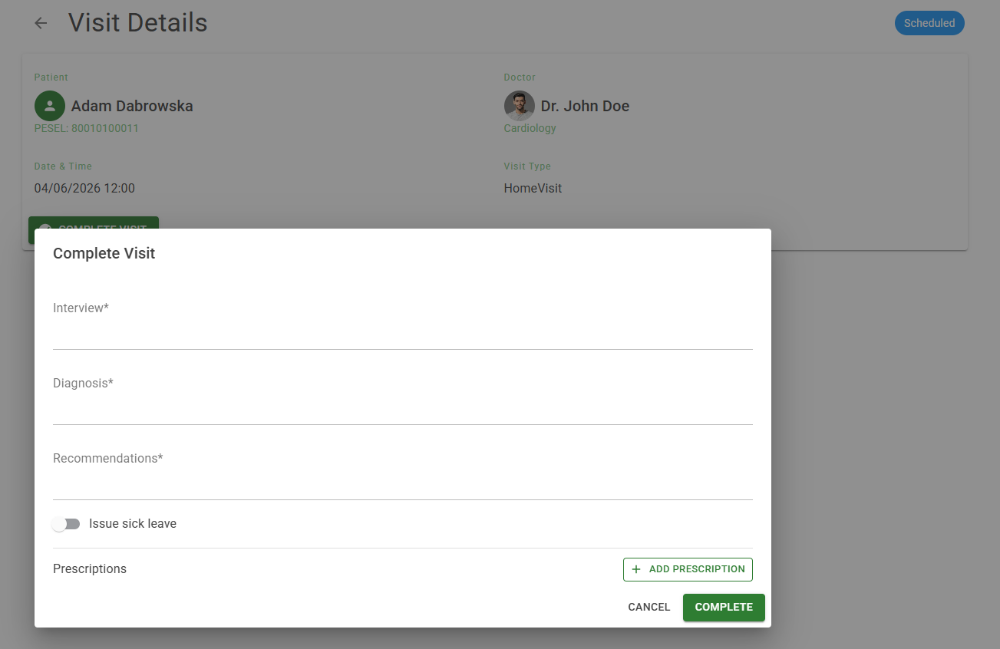 Visit Details
Scheduled
Patient
Doctor
Adam Dabrowska
Dr. John Doe
PESEL: 80010100011
Cardiology
Date & Time
Visit Type
04/06/2026 12:00
HomeVisit
COMPLETE VISIT
Complete Visit
Interview*
Diagnosis*
Recommendations*
Issue sick leave
Prescriptions
ADD PRESCRIPTION
CANCEL
COMPLETE